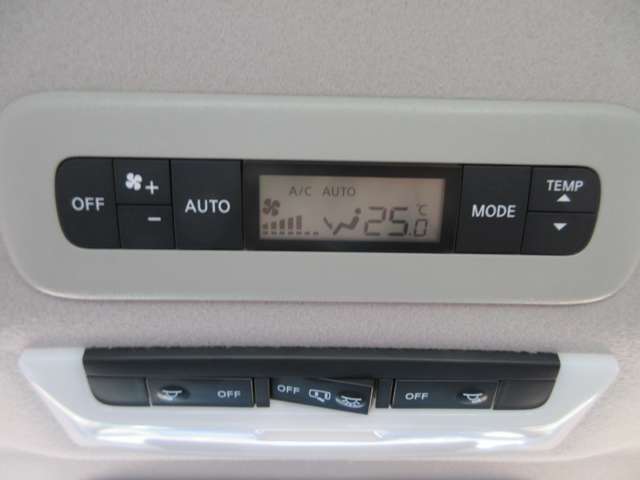 OFF
+
-
AUTO
A/C AUTO
25.0 °C
MODE
TEMP
OFF
OFF
OFF